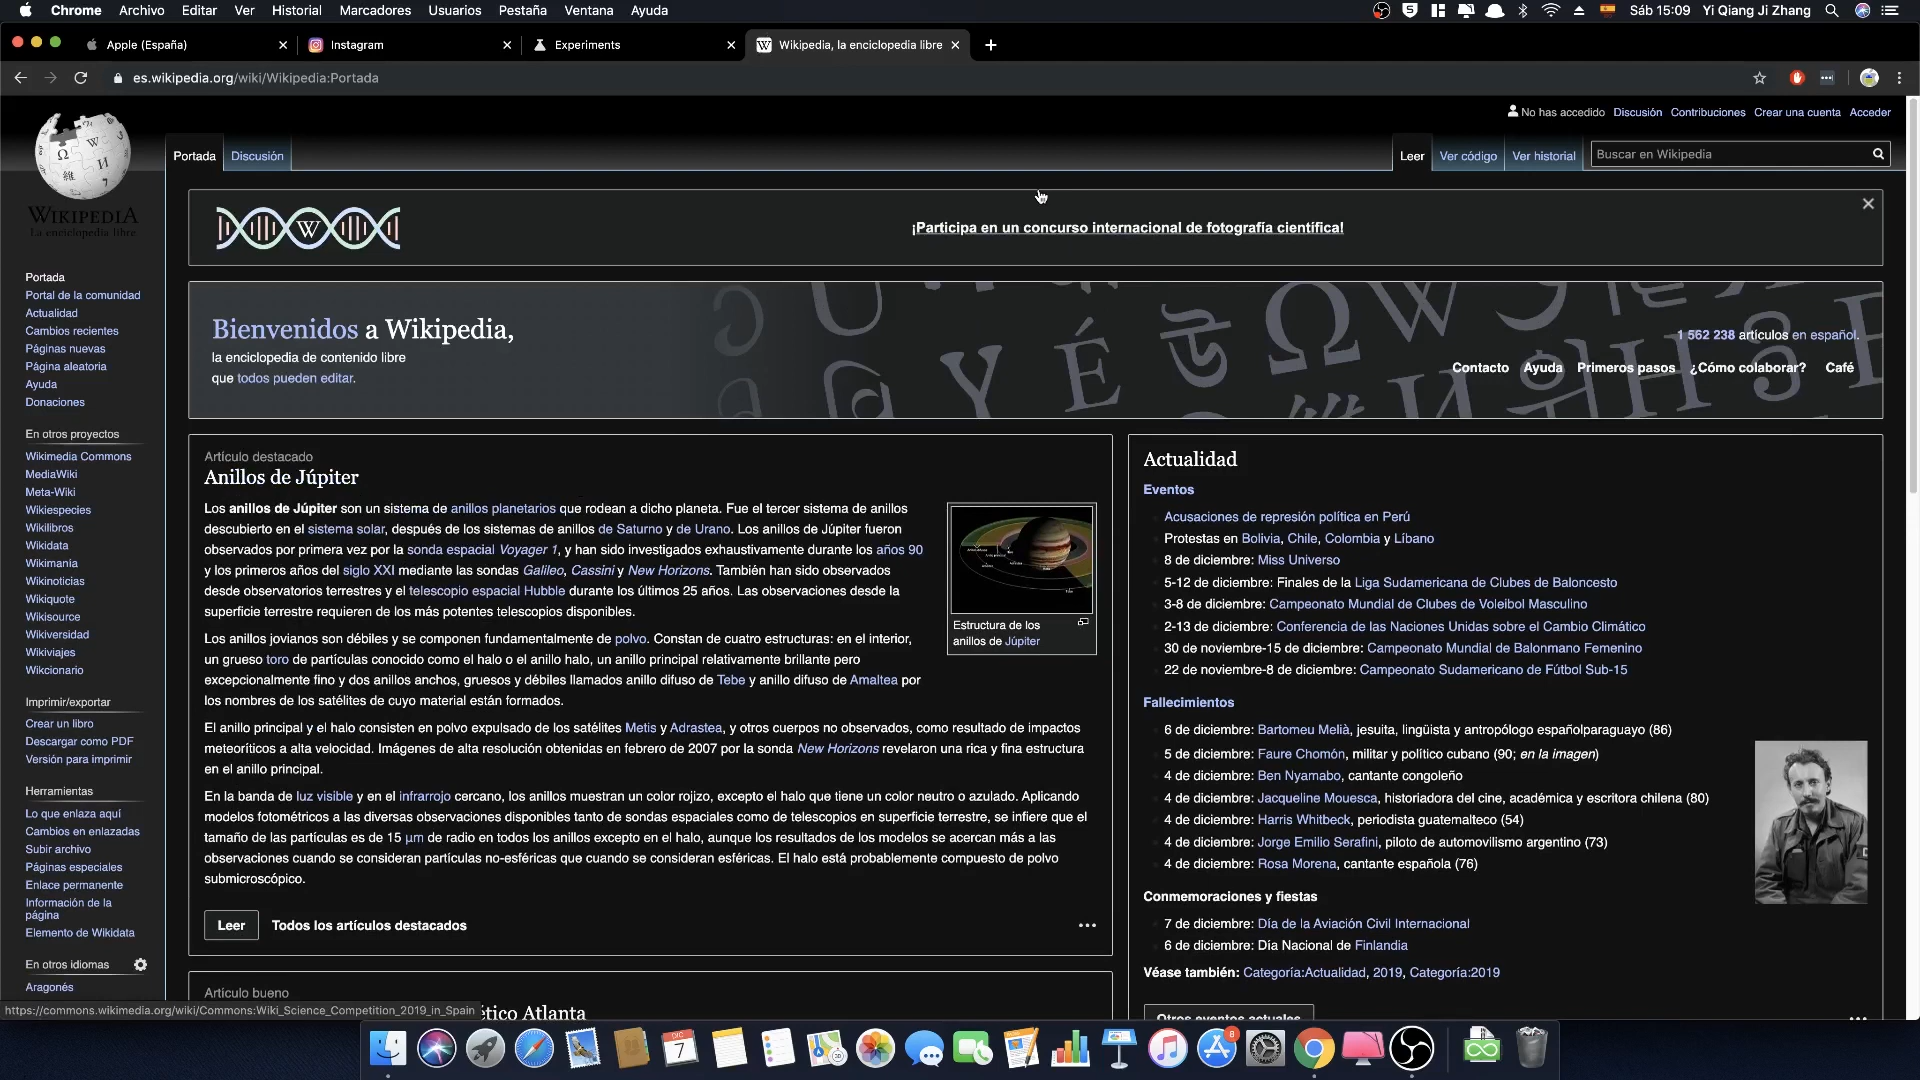 Chrome Archivo Editar Ver Historial Marcadores Usuarios Pestaña Ventana Ayuda Sáb 15:09 Yi Qiang Ji Zhang
Apple (España) Instagram Experiments Wikipedia, la enciclopedia libre
es.wikipedia.org/wiki/Wikipedia:Portada
No has accedido Discusión Contribuciones Crear una cuenta Acceder
Portada Discusión Leer Ver código Ver historial Buscar en Wikipedia
WIKIPEDIA
La enciclopedia libre
Portada
Portal de la comunidad
Actualidad
Cambios recientes
Páginas nuevas
Página aleatoria
Ayuda
Donaciones
En otros proyectos
Wikimedia Commons
MediaWiki
Meta-Wiki
Wikiespecies
Wikilibros
Wikidata
Wikimanía
Wikinoticias
Wikiquote
Wikisource
Wikiversidad
Wikiviajes
Wikcionario
Imprimir/exportar
Crear un libro
Descargar como PDF
Versión para imprimir
Herramientas
Lo que enlaza aquí
Cambios en enlazadas
Subir archivo
Páginas especiales
Enlace permanente
Información de la
página
Elemento de Wikidata
En otros idiomas
Aragonés
¡Participa en un concurso internacional de fotografía científica!
Bienvenidos a Wikipedia,
la enciclopedia de contenido libre
que todos pueden editar.
1 562 238 artículos en español.
Contacto Ayuda Primeros pasos ¿Cómo colaborar? Café
Artículo destacado
Anillos de Júpiter
Los anillos de Júpiter son un sistema de anillos planetarios que rodean a dicho planeta. Fue el tercer sistema de anillos
descubierto en el sistema solar, después de los sistemas de anillos de Saturno y de Urano. Los anillos de Júpiter fueron
observados por primera vez por la sonda espacial Voyager 1, y han sido investigados exhaustivamente durante los años 90
y los primeros años del siglo XXI mediante las sondas Galileo, Cassini y New Horizons. También han sido observados
desde observatorios terrestres y el telescopio espacial Hubble durante los últimos 25 años. Las observaciones desde la
superficie terrestre requieren de los más potentes telescopios disponibles.
Estructura de los
anillos de Júpiter
Los anillos jovianos son débiles y se componen fundamentalmente de polvo. Constan de cuatro estructuras: en el interior,
un grueso toro de partículas conocido como el halo o el anillo halo, un anillo principal relativamente brillante pero
excepcionalmente fino y dos anillos anchos, gruesos y débiles llamados anillo difuso de Tebe y anillo difuso de Amaltea por
los nombres de los satélites de cuyo material están formados.
El anillo principal y el halo consisten en polvo expulsado de los satélites Metis y Adrastea, y otros cuerpos no observados, como resultado de impactos
meteoríticos a alta velocidad. Imágenes de alta resolución obtenidas en febrero de 2007 por la sonda New Horizons revelaron una rica y fina estructura
en el anillo principal.
En la banda de luz visible y en el infrarrojo cercano, los anillos muestran un color rojizo, excepto el halo que tiene un color neutro o azulado. Aplicando
modelos fotométricos a las diversas observaciones disponibles tanto de sondas espaciales como de telescopios en superficie terrestre, se infiere que el
tamaño de las partículas es de 15 μm de radio en todos los anillos excepto en el halo, aunque los resultados de los modelos se acercan más a las
observaciones cuando se consideran partículas no-esféricas que cuando se consideran esféricas. El halo está probablemente compuesto de polvo
submicroscópico.
Leer Todos los artículos destacados
Artículo bueno
ético Atlanta
Actualidad
Eventos
Acusaciones de represión política en Perú
Protestas en Bolivia, Chile, Colombia y Líbano
8 de diciembre: Miss Universo
5-12 de diciembre: Finales de la Liga Sudamericana de Clubes de Baloncesto
3-8 de diciembre: Campeonato Mundial de Clubes de Voleibol Masculino
2-13 de diciembre: Conferencia de las Naciones Unidas sobre el Cambio Climático
30 de noviembre-15 de diciembre: Campeonato Mundial de Balonmano Femenino
22 de noviembre-8 de diciembre: Campeonato Sudamericano de Fútbol Sub-15
Fallecimientos
6 de diciembre: Bartomeu Melià, jesuita, lingüista y antropólogo españolparaguayo (86)
5 de diciembre: Faure Chomón, militar y político cubano (90; en la imagen)
4 de diciembre: Ben Nyamabo, cantante congoleño
4 de diciembre: Jacqueline Mouesca, historiadora del cine, académica y escritora chilena (80)
4 de diciembre: Harris Whitbeck, periodista guatemalteco (54)
4 de diciembre: Jorge Emilio Serafini, piloto de automovilismo argentino (73)
4 de diciembre: Rosa Morena, cantante española (76)
Conmemoraciones y fiestas
7 de diciembre: Día de la Aviación Civil Internacional
6 de diciembre: Día Nacional de Finlandia
Véase también: Categoría:Actualidad, 2019, Categoría:2019
Otros eventos actuales
https://commons.wikimedia.org/wiki/Commons:Wiki_Science_Competition_2019_in_Spain
DIC
7
8